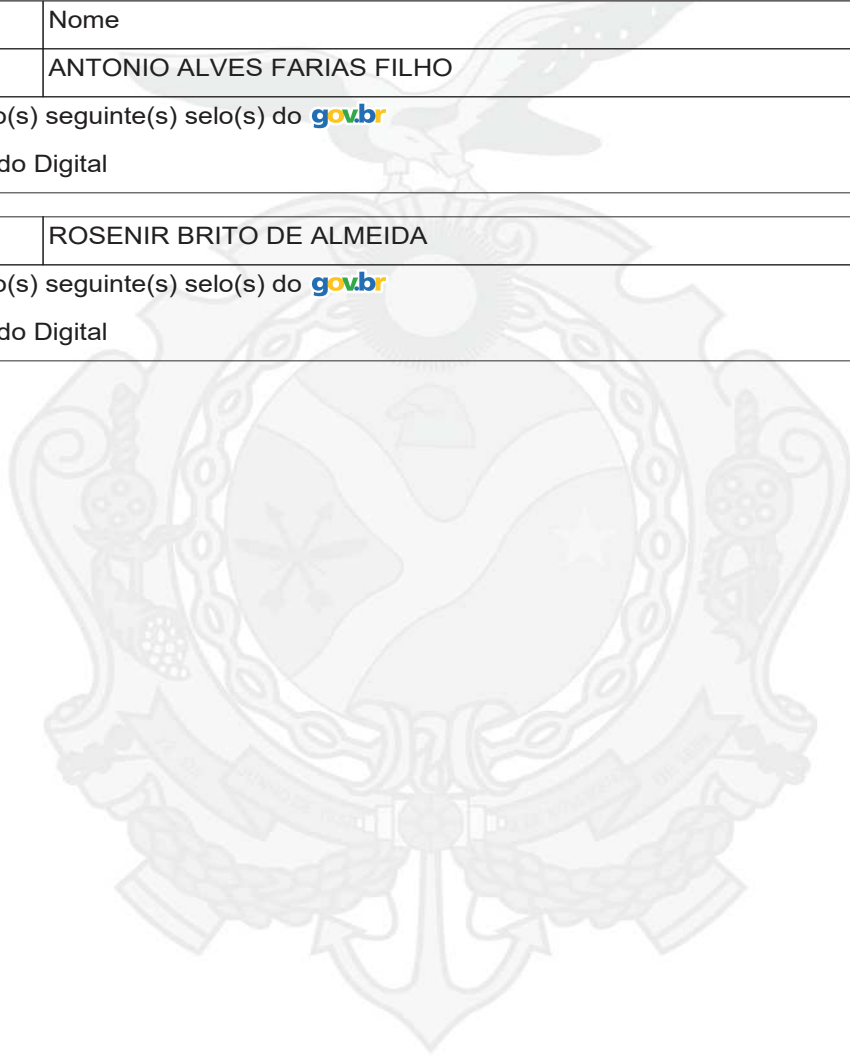 Nome
ANTONIO ALVES FARIAS FILHO
o(s) seguinte(s) selo(s) do gov.br
do Digital
ROSENIR BRITO DE ALMEIDA
o(s) seguinte(s) selo(s) do gov.br
do Digital